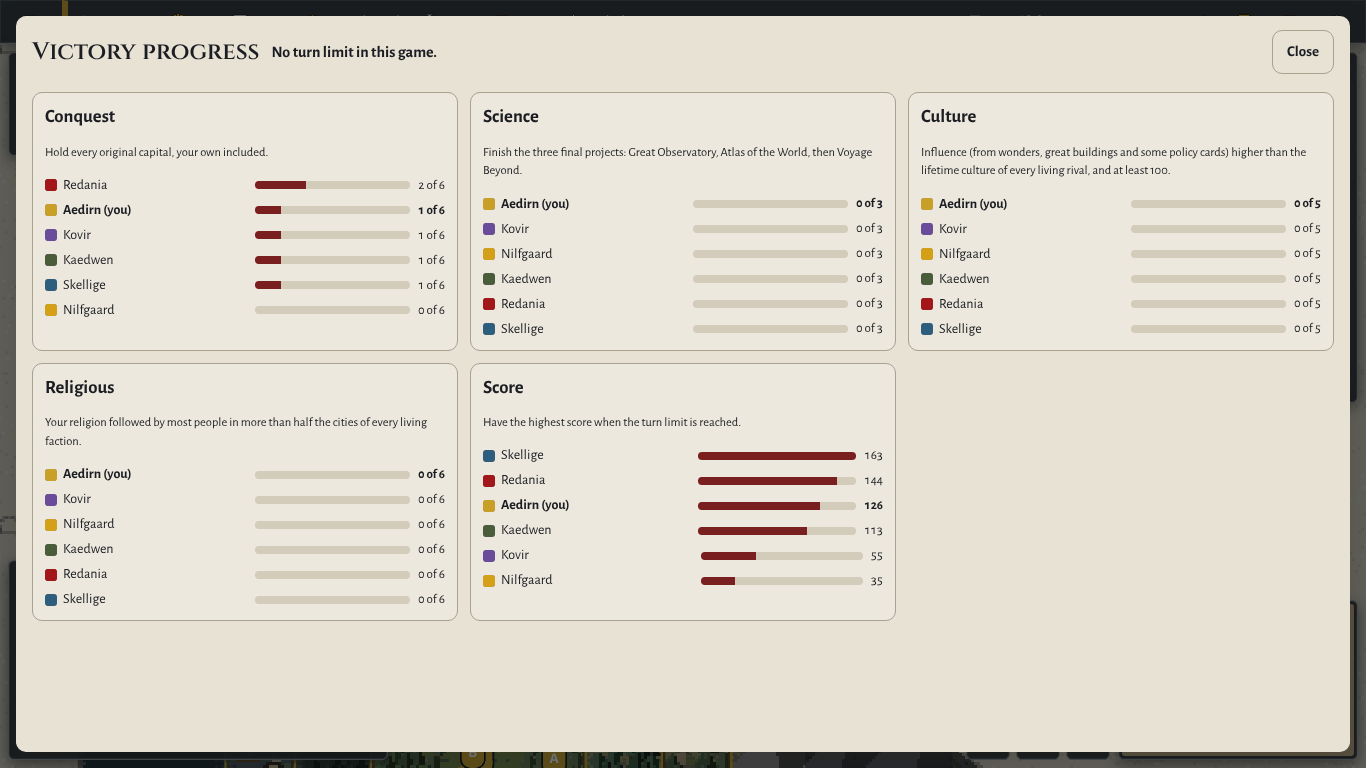 Victory progress No turn limit in this game.
Close
Conquest
Hold every original capital, your own included.
Redania 2 of 6
Aedirn (you) 1 of 6
Kovir 1 of 6
Kaedwen 1 of 6
Skellige 1 of 6
Nilfgaard 0 of 6
Science
Finish the three final projects: Great Observatory, Atlas of the World, then Voyage
Beyond.
Aedirn (you) 0 of 3
Kovir 0 of 3
Nilfgaard 0 of 3
Kaedwen 0 of 3
Redania 0 of 3
Skellige 0 of 3
Culture
Influence (from wonders, great buildings and some policy cards) higher than the
lifetime culture of every living rival, and at least 100.
Aedirn (you) 0 of 5
Kovir 0 of 5
Nilfgaard 0 of 5
Kaedwen 0 of 5
Redania 0 of 5
Skellige 0 of 5
Religious
Your religion followed by most people in more than half the cities of every living
faction.
Aedirn (you) 0 of 6
Kovir 0 of 6
Nilfgaard 0 of 6
Kaedwen 0 of 6
Redania 0 of 6
Skellige 0 of 6
Score
Have the highest score when the turn limit is reached.
Skellige 163
Redania 144
Aedirn (you) 126
Kaedwen 113
Kovir 55
Nilfgaard 35
A